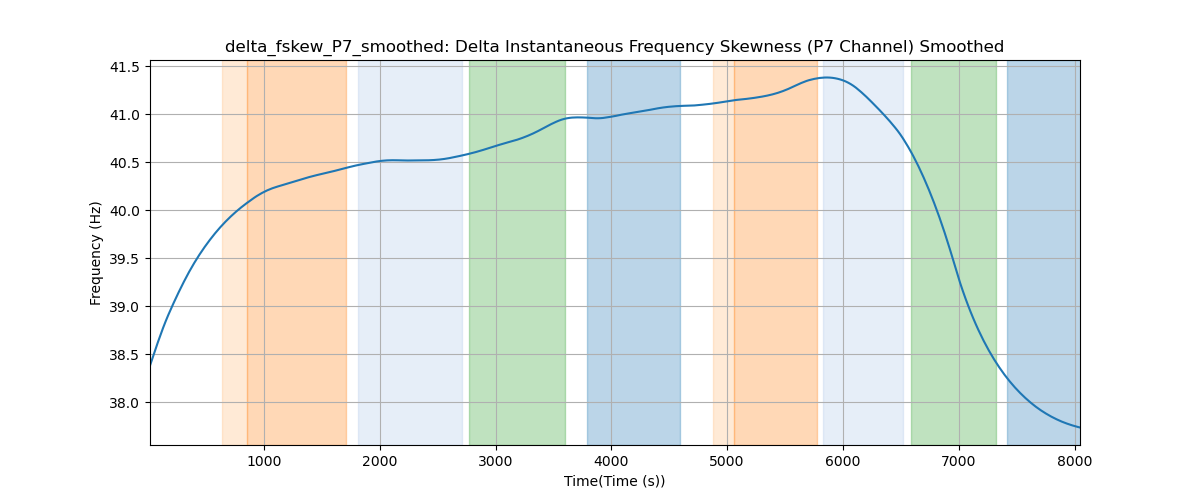 delta_fskew_P7_smoothed: Delta Instantaneous Frequency Skewness (P7 Channel) Smoothed
Frequency (Hz)
41.5
41.0
40.5
40.0
39.5
39.0
38.5
38.0
1000 2000 3000 4000 5000 6000 7000 8000
Time(Time (s))